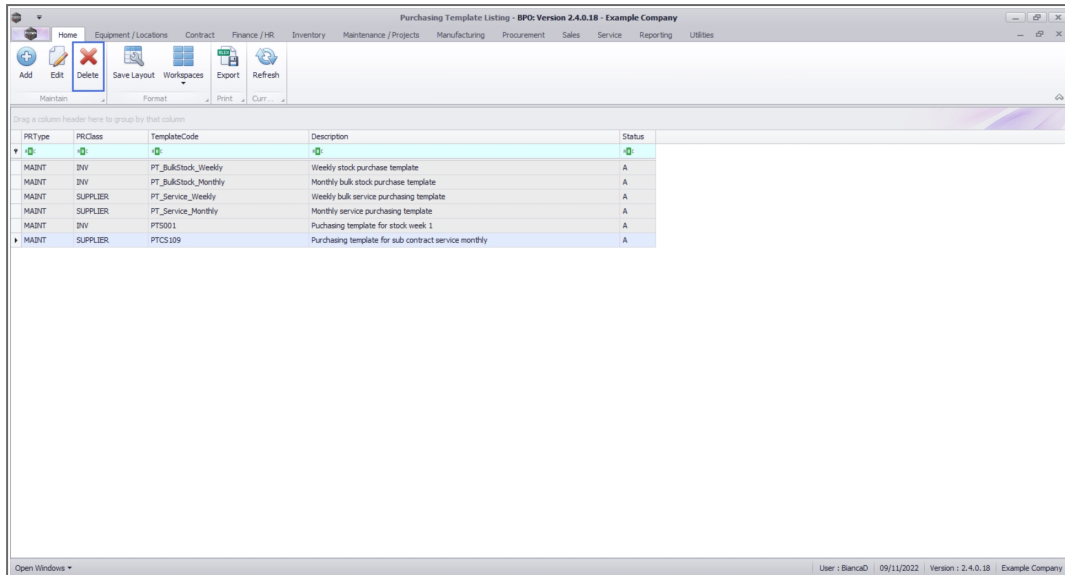 Purchasing Template Listing - BPO: Version 2.4.0.18 - Example Company
Home Equipment / Locations Contract Finance / HR Inventory Maintenance / Projects Manufacturing Procurement Sales Service Reporting Utilities
Add Edit Delete Save Layout Workspaces Export Refresh
Maintain Format Print Curr...
Drag a column header here to group by that column
PRType PRClass TemplateCode Description Status
MAINT INV PT_BulkStock_Weekly Weekly stock purchase template A
MAINT INV PT_BulkStock_Monthly Monthly bulk stock purchase template A
MAINT SUPPLIER PT_Service_Weekly Weekly bulk service purchasing template A
MAINT SUPPLIER PT_Service_Monthly Monthly service purchasing template A
MAINT INV PTS001 Puchasing template for stock week 1 A
MAINT SUPPLIER PTCS109 Purchasing template for sub contract service monthly A
Open Windows User : BiancaD 09/11/2022 Version : 2.4.0.18 Example Company